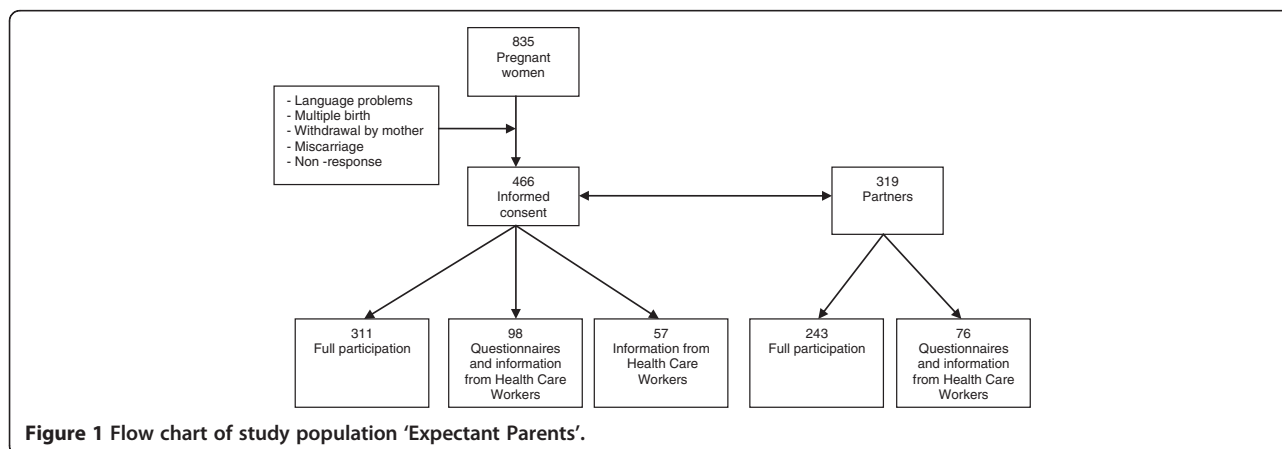 835
Pregnant
women
- Language problems
- Multiple birth
- Withdrawal by mother
- Miscarriage
- Non -response
466
Informed
consent
319
Partners
311
Full participation
98
Questionnaires
and information
from Health Care
Workers
57
Information from
Health Care
Workers
243
Full participation
76
Questionnaires
and information
from Health Care
Workers
Figure 1 Flow chart of study population ‘Expectant Parents’.